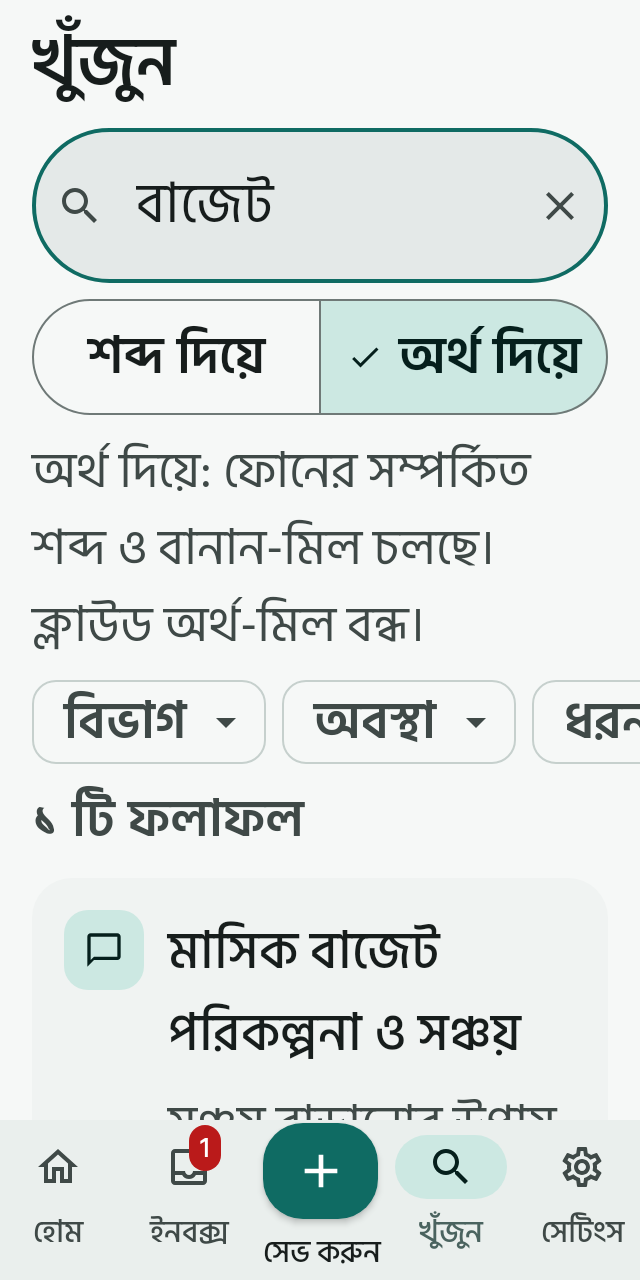 খুঁজুন
বাজেট
শব্দ দিয়ে
অর্থ দিয়ে
অর্থ দিয়ে: ফোনের সম্পর্কিত
শব্দ ও বানান-মিল চলছে।
ক্লাউড অর্থ-মিল বন্ধ।
বিভাগ
অবস্থা
১ টি ফলাফল
মাসিক বাজেট
পরিকল্পনা ও সঞ্চয়
1
হোম
ইনবক্স
সেভ করুন
খুঁজুন
সেটিংস